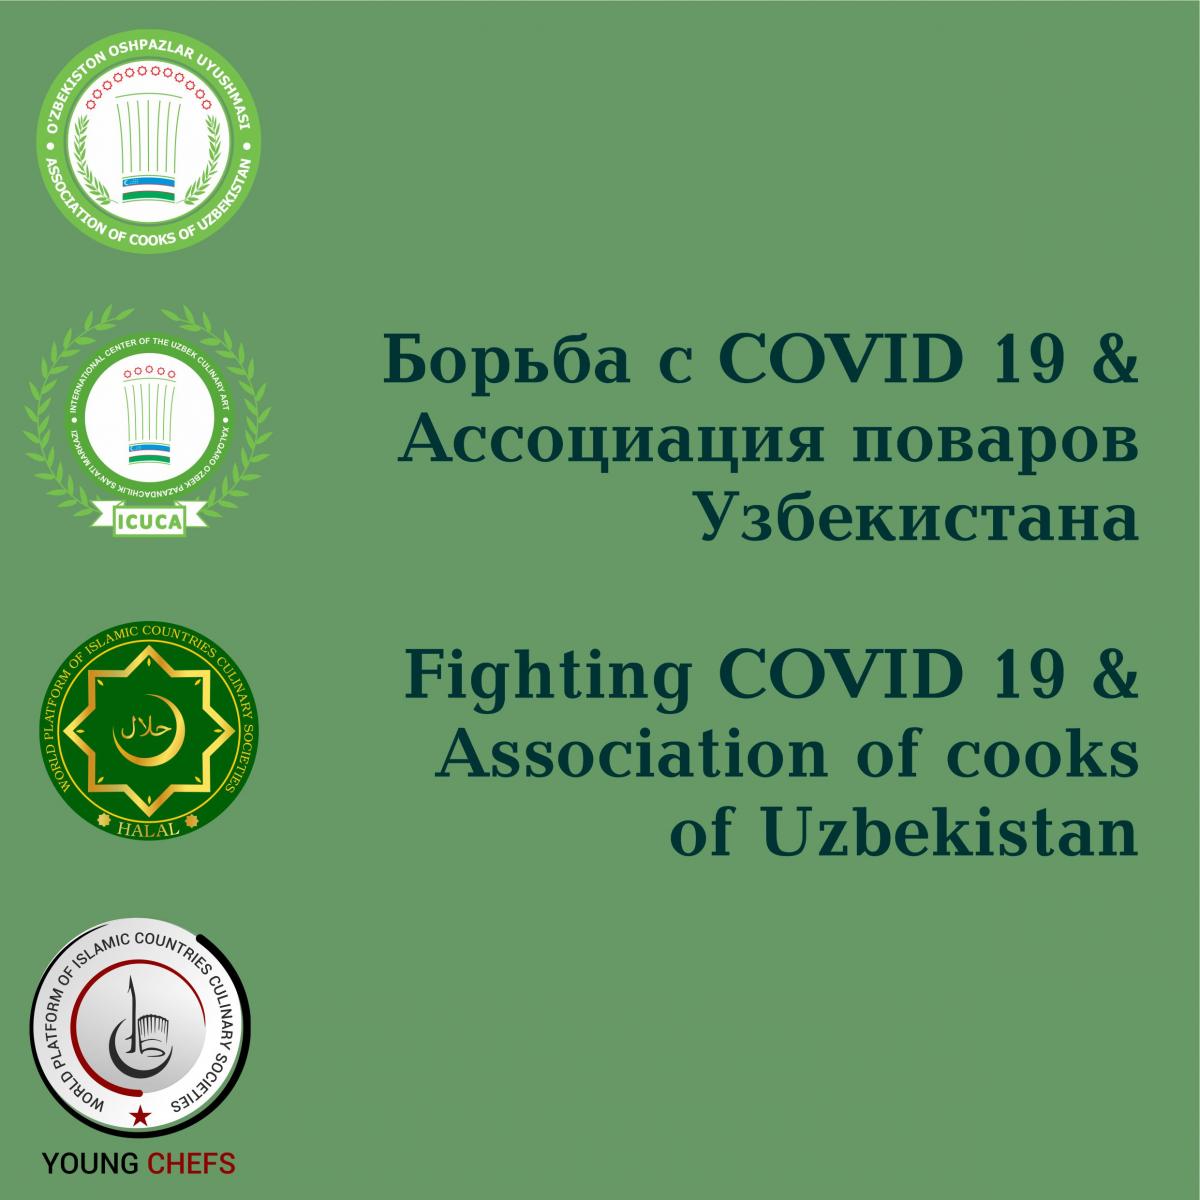 O'ZBEKISTON OSHPAZLAR UYUSHMASI
ASSOCIATION OF COOKS OF UZBEKISTAN
INTERNATIONAL CENTER OF THE UZBEK CULINARY ART
XALQARO O'ZBEK PAZANDACHILIK SAN'ATI MARKAZI
ICUCA
Борьба с COVID 19 &
Ассоциация поваров
Узбекистана
WORLD PLATFORM OF ISLAMIC COUNTRIES CULINARY SOCIETIES
حلال
HALAL
Fighting COVID 19 &
Association of cooks
of Uzbekistan
WORLD PLATFORM OF ISLAMIC COUNTRIES CULINARY SOCIETIES
YOUNG CHEFS